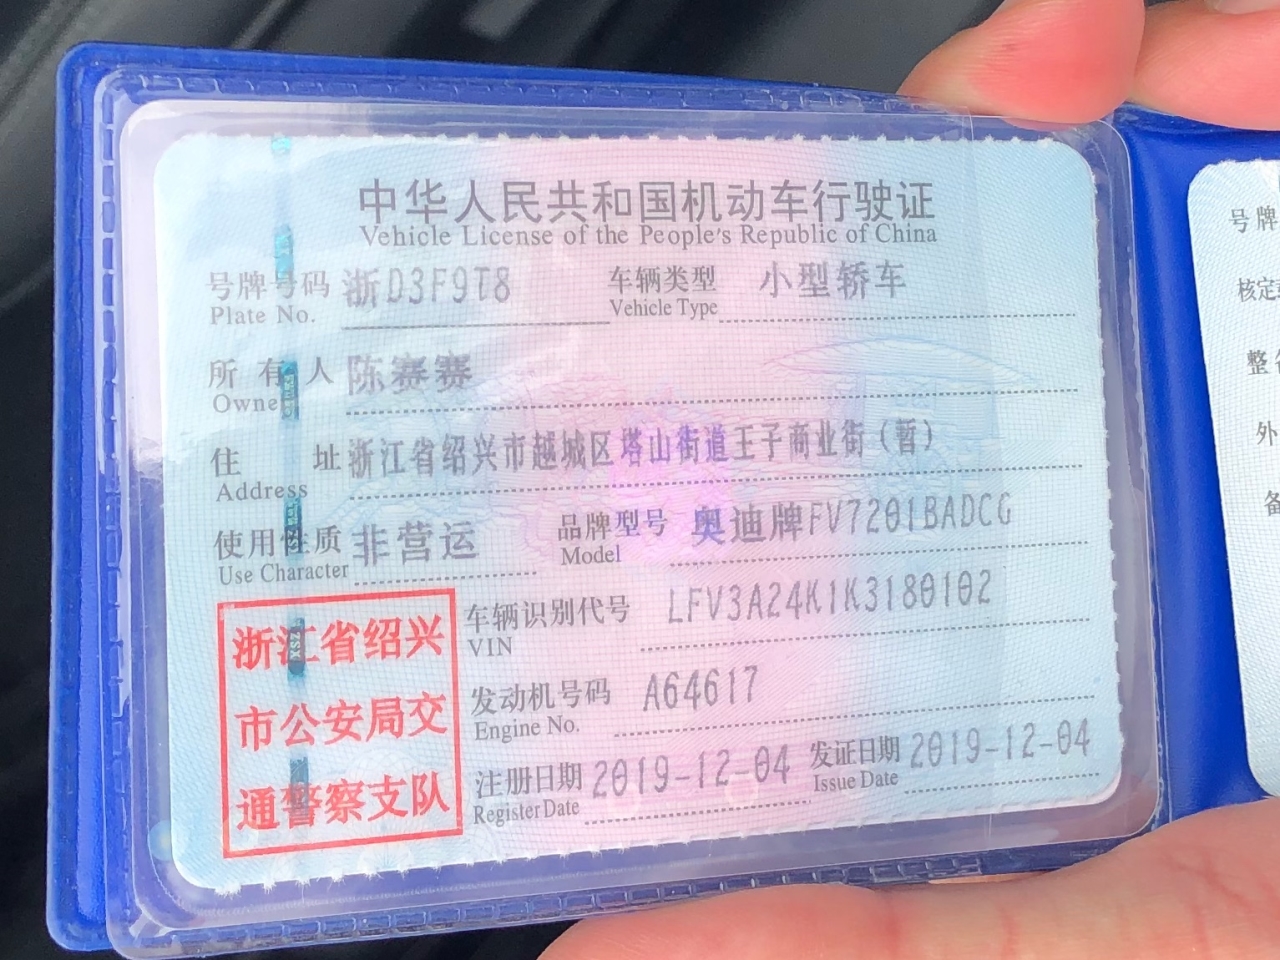 中华人民共和国机动车行驶证
Vehicle License of the People's Republic of China
号牌号码 浙D3F9T8 车辆类型 小型轿车
Plate No. Vehicle Type
所有人 陈赛赛
Owner
住址 浙江省绍兴市越城区塔山街道王子商业街（暂）
Address
使用性质 非营运 品牌型号 奥迪牌FV7201BADCG
Use Character Model
车辆识别代号 LFV3A24K1K3180102
VIN
发动机号码 A64617
Engine No.
注册日期 2019-12-04 发证日期 2019-12-04
Register Date Issue Date
浙江省绍兴
市公安局交
通警察支队
号牌
核定
整
外
备